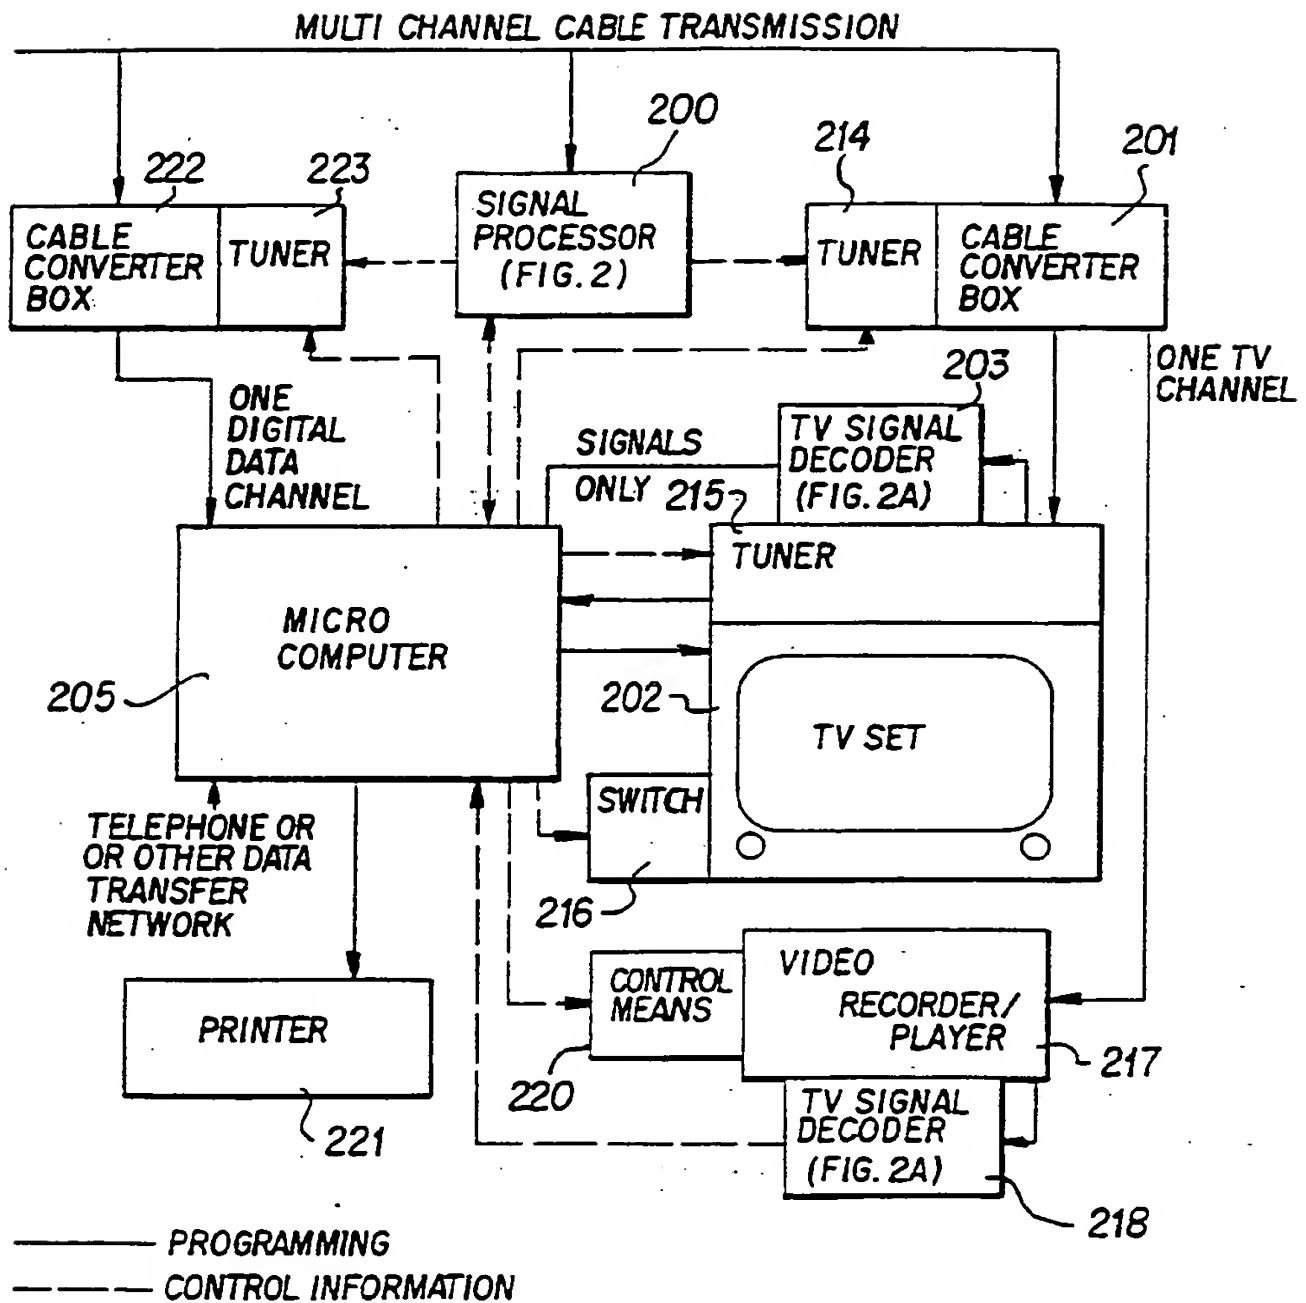 MULTI CHANNEL CABLE TRANSMISSION
200
214
201
222
223
SIGNAL
PROCESSOR
(FIG. 2)
CABLE
CONVERTER
BOX
TUNER
TUNER
CABLE
CONVERTER
BOX
ONE TV
CHANNEL
203
ONE
DIGITAL
DATA
CHANNEL
SIGNALS
ONLY
TV SIGNAL
DECODER
(FIG. 2A)
215
TUNER
MICRO
COMPUTER
205
202
TV SET
SWITCH
216
TELEPHONE OR
OR OTHER DATA
TRANSFER
NETWORK
CONTROL
MEANS
220
VIDEO
RECORDER/
PLAYER
217
PRINTER
221
TV SIGNAL
DECODER
(FIG. 2A)
218
PROGRAMMING
CONTROL INFORMATION